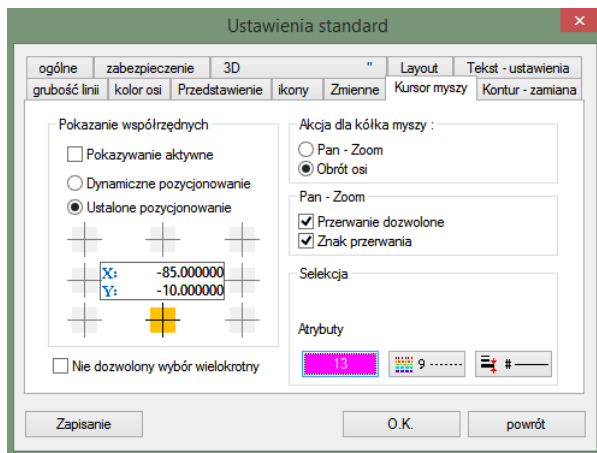 Ustawienia standard
ogólne zabezpieczenie 3D " Layout Tekst - ustawienia
grubość linii kolor osi Przedstawienie ikony Zmienne Kursor myszy Kontur - zamiana
Pokazanie współrzędnych
Pokazywanie aktywne
Dynamiczne pozycjonowanie
Ustalone pozycjonowanie
X: -85.000000
Y: -10.000000
Nie dozwolony wybór wielokrotny
Akcja dla kółka myszy :
Pan - Zoom
Obrót osi
Pan - Zoom
Przerwanie dozwolone
Znak przerwania
Selekcja
Atrybuty
13 9 #
Zapisanie O.K. powrót